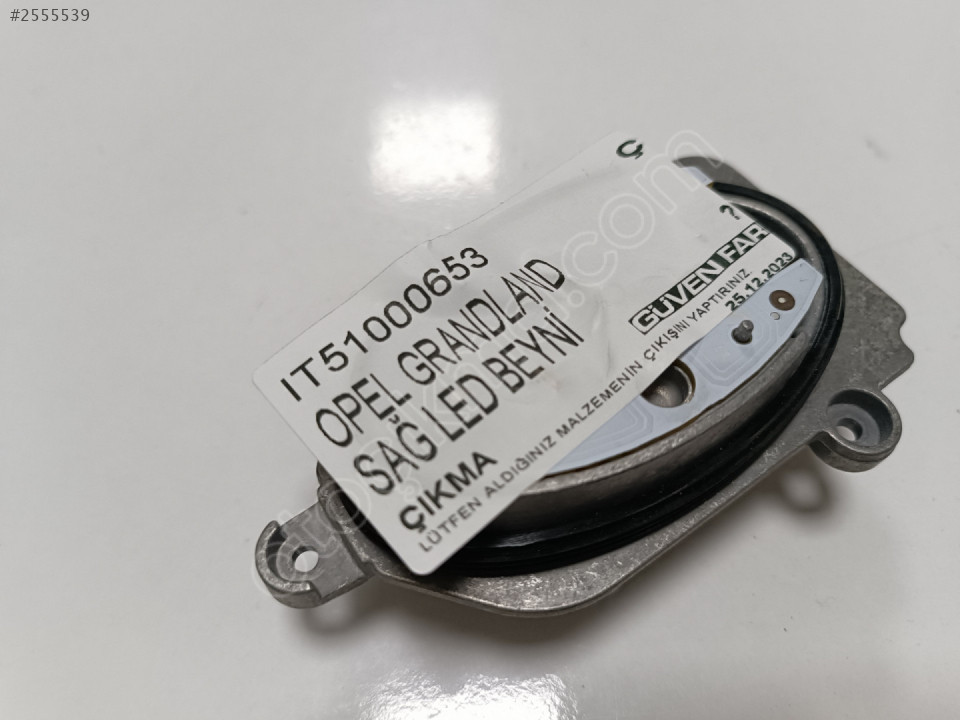 #2555539
Ç
IT51000653
OPEL GRANDLAND
SAĞ LED BEYNİ
ÇIKMA
?
GÜVEN FAR
25.12.2023
LÜTFEN ALDIĞINIZ MALZEMENİN ÇIKIŞINI YAPTIRINIZ